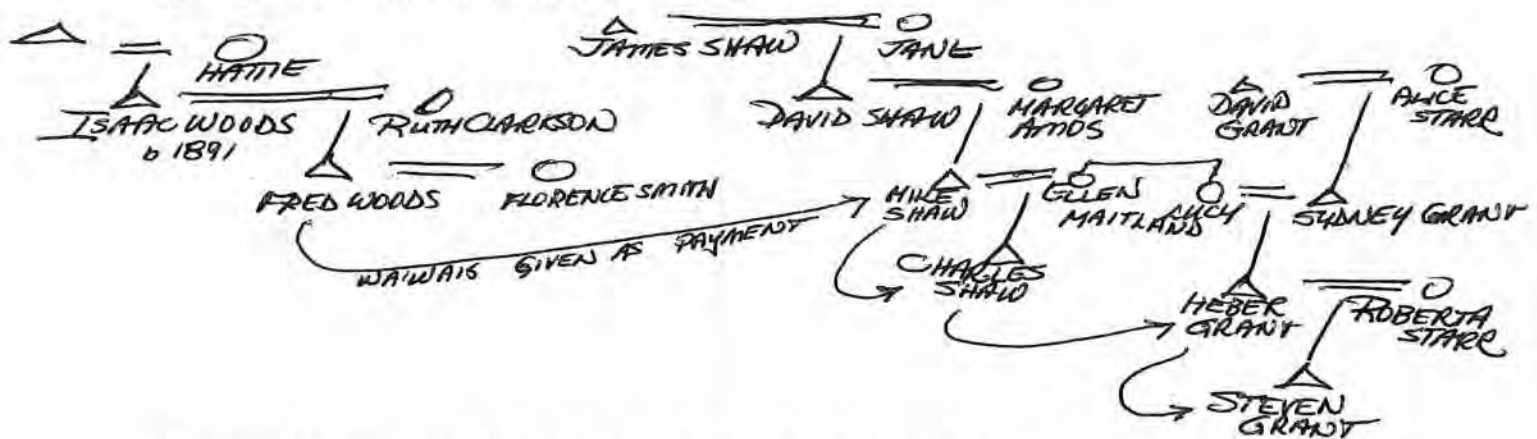 JAMES SHAW
JANE
HATTIE
ISAAC WOODS
b 1891
RUTH CLARKSON
DAVID SHAW
MARGARET
AMOS
DAVID
GRANT
ALICE
STARR
FRED WOODS
FLORENCE SMITH
MIKE
SHAW
ELLEN
MAITLAND
LUCY
SYDNEY GRANT
WAIWAIS GIVEN AS PAYMENT
CHARLES
SHAW
HEBER
GRANT
ROBERTA
STARR
STEVEN
GRANT